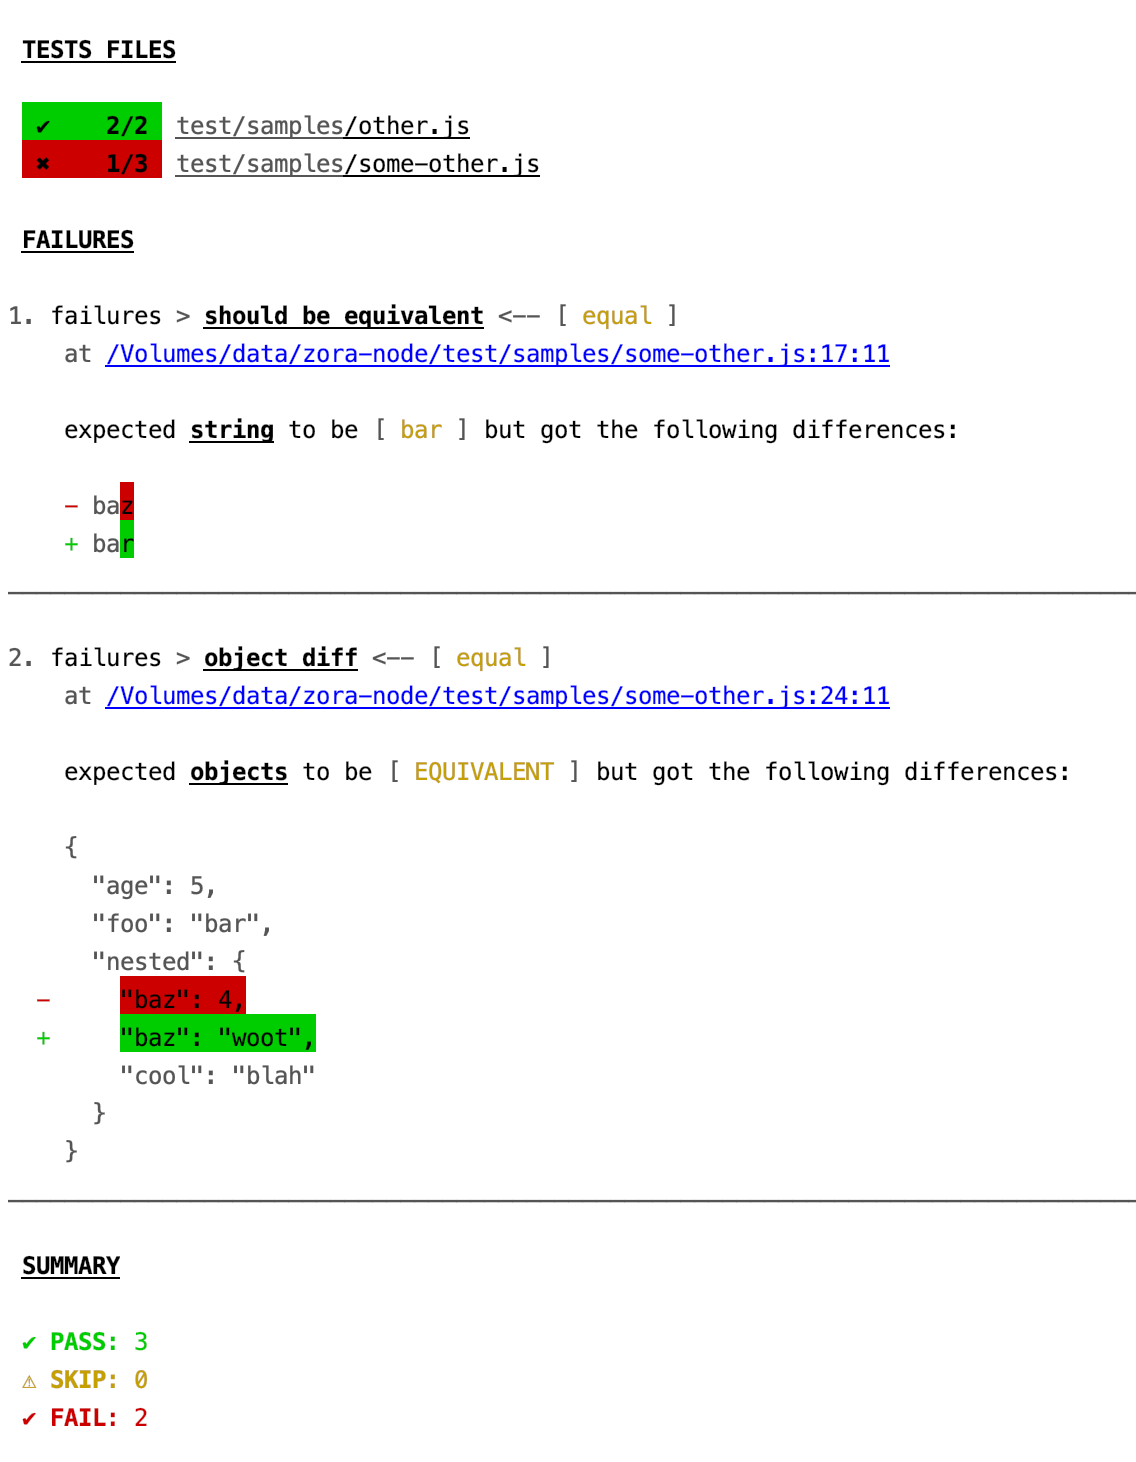 TESTS FILES
✔ 2/2 test/samples/other.js
✖ 1/3 test/samples/some-other.js
FAILURES
1. failures > should be equivalent <-- [ equal ]
at /Volumes/data/zora-node/test/samples/some-other.js:17:11
expected string to be [ bar ] but got the following differences:
- baz
+ bar
2. failures > object diff <-- [ equal ]
at /Volumes/data/zora-node/test/samples/some-other.js:24:11
expected objects to be [ EQUIVALENT ] but got the following differences:
{
"age": 5,
"foo": "bar",
"nested": {
- "baz": 4,
+ "baz": "woot",
"cool": "blah"
}
}
SUMMARY
✔ PASS: 3
⚠ SKIP: 0
✔ FAIL: 2